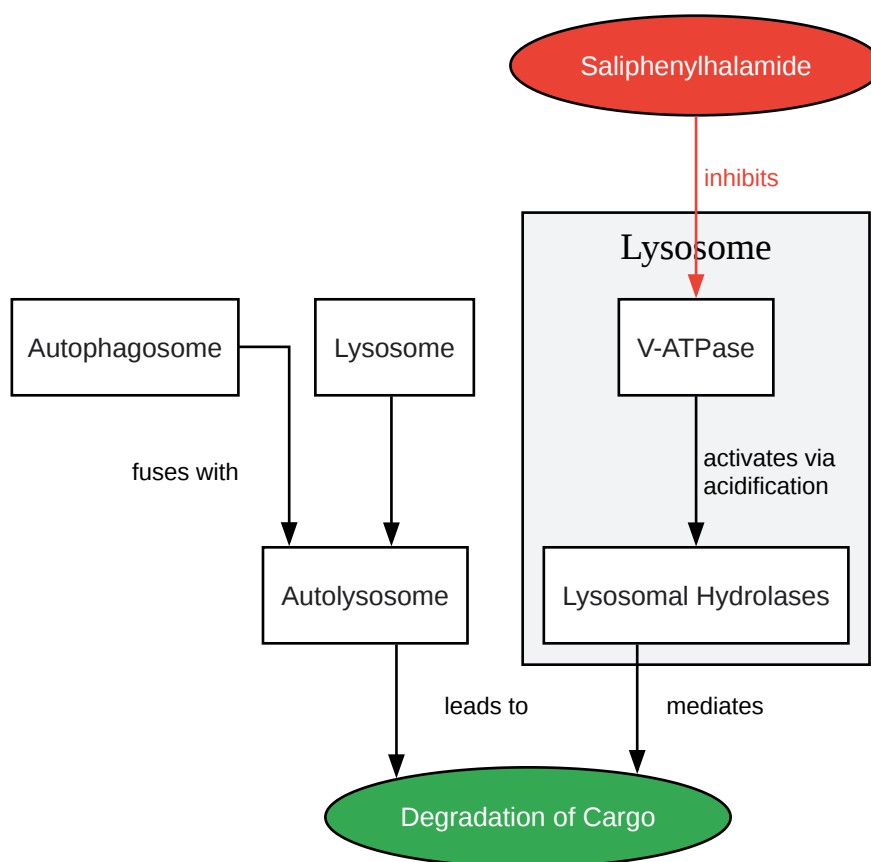 Saliphenylhalamide
inhibits
Lysosome
Autophagosome
Lysosome
V-ATPase
fuses with
activates via
acidification
Autolysosome
Lysosomal Hydrolases
leads to
mediates
Degradation of Cargo